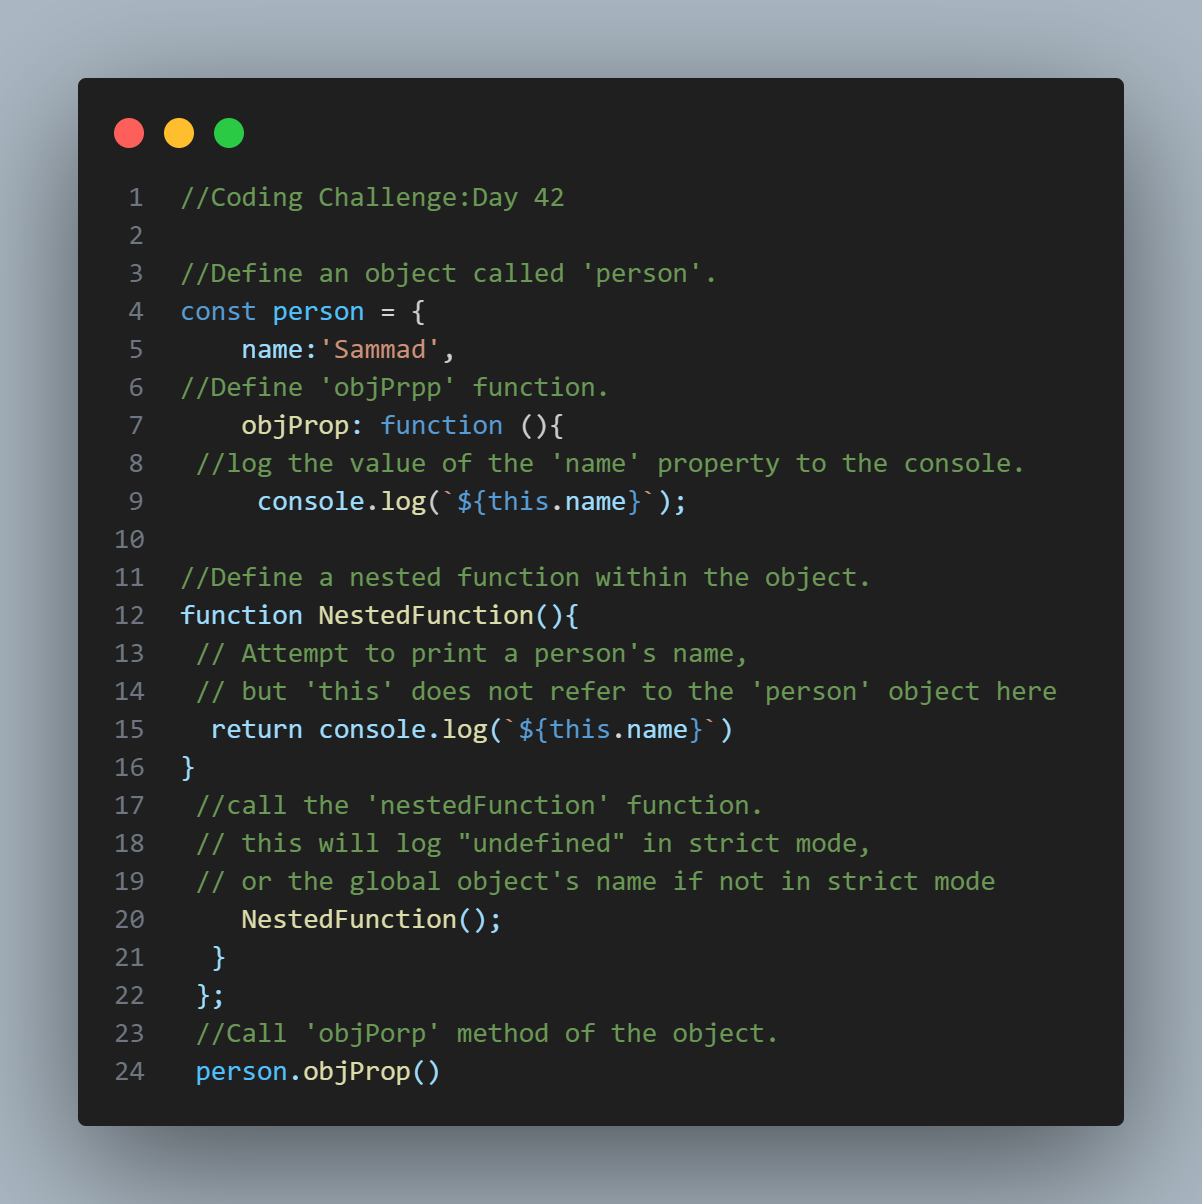 1 //Coding Challenge:Day 42
2
3 //Define an object called 'person'.
4 const person = {
5     name:'Sammad',
6 //Define 'objPrpp' function.
7     objProp: function (){
8  //log the value of the 'name' property to the console.
9      console.log(`${this.name}`);
10
11 //Define a nested function within the object.
12 function NestedFunction(){
13  // Attempt to print a person's name,
14  // but 'this' does not refer to the 'person' object here
15   return console.log(`${this.name}`)
16 }
17  //call the 'nestedFunction' function.
18  // this will log "undefined" in strict mode,
19  // or the global object's name if not in strict mode
20     NestedFunction();
21   }
22  };
23  //Call 'objPorp' method of the object.
24  person.objProp()